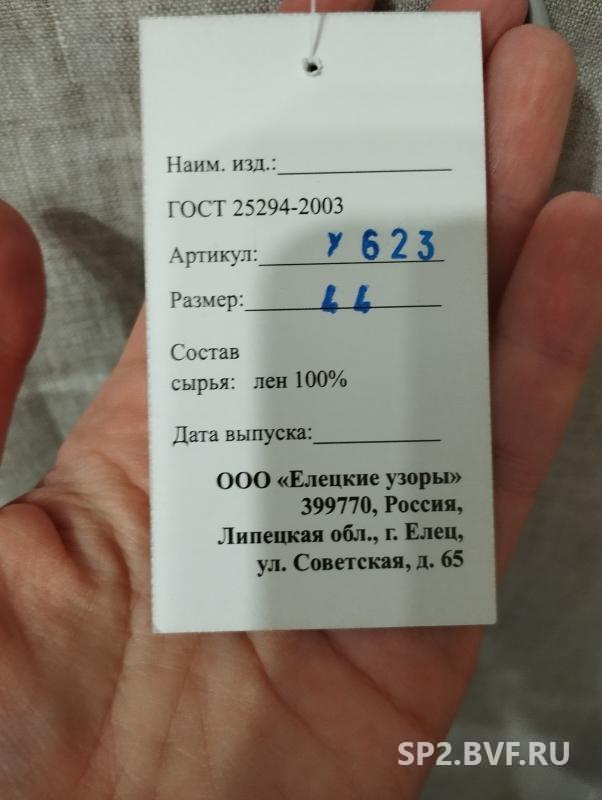 Наим. изд.:
ГОСТ 25294-2003
Артикул: У 623
Размер: 44
Состав
сырья: лен 100%
Дата выпуска:
ООО «Елецкие узоры»
399770, Россия,
Липецкая обл., г. Елец,
ул. Советская, д. 65
SP2.BVF.RU